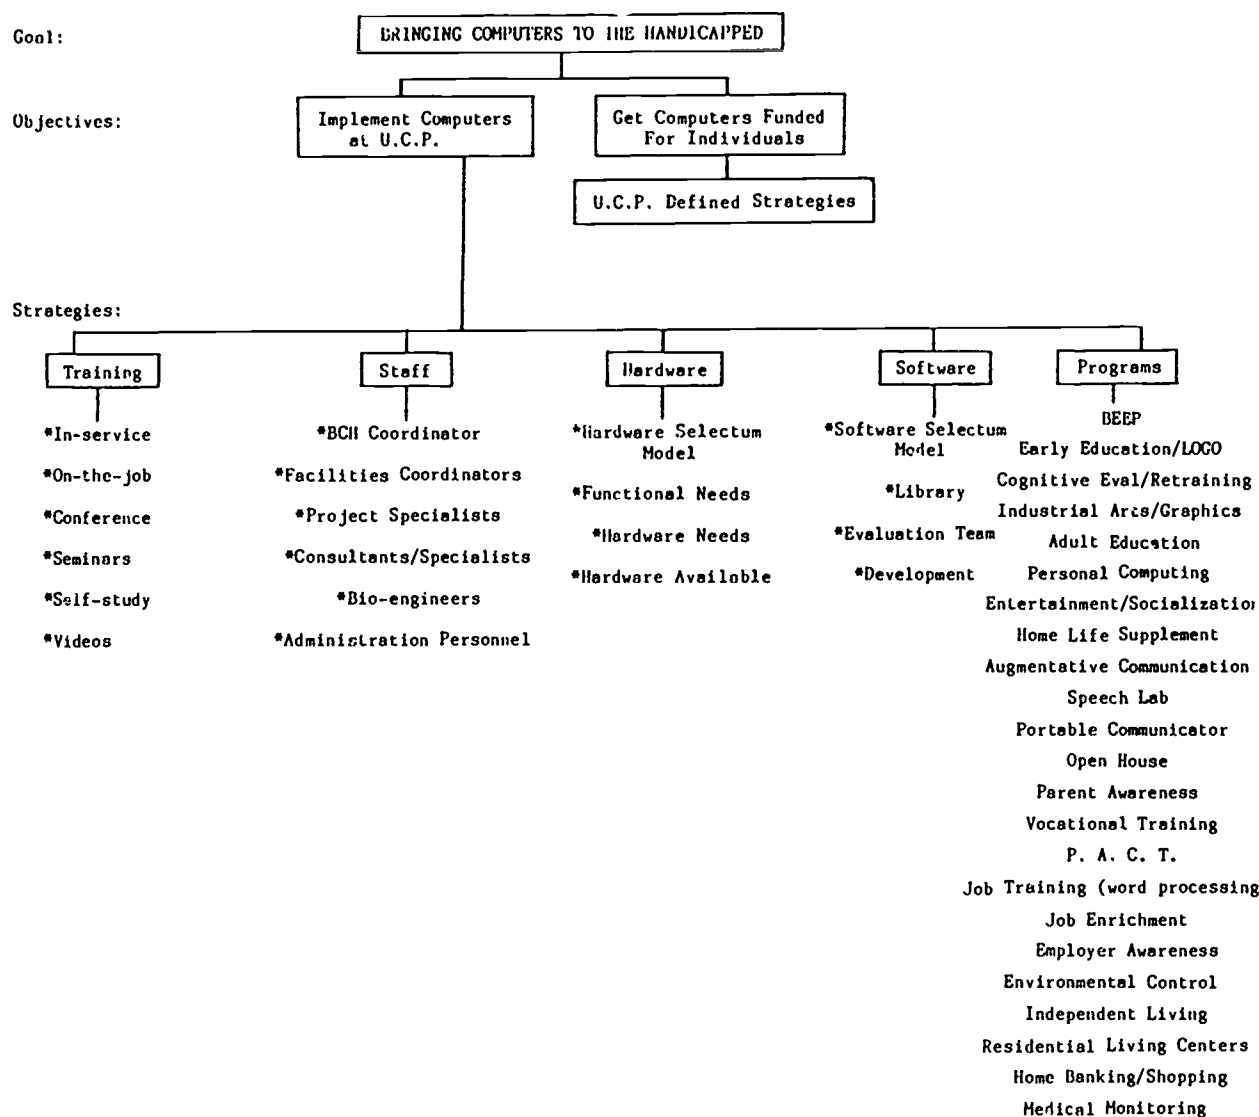 Goal:
BRINGING COMPUTERS TO THE HANDICAPPED
Objectives:
Implement Computers
at U.C.P.
Get Computers Funded
For Individuals
U.C.P. Defined Strategies
Strategies:
Training
*In-service
*On-the-job
*Conference
*Seminars
*Self-study
*Videos
Staff
*BCH Coordinator
*Facilities Coordinators
*Project Specialists
*Consultants/Specialists
*Bio-engineers
*Administration Personnel
Hardware
*Hardware Selectum
Model
*Functional Needs
*Hardware Needs
*Hardware Available
Software
*Software Selectum
Model
*Library
*Evaluation Team
*Development
Programs
BEEP
Early Education/LOGO
Cognitive Eval/Retraining
Industrial Arts/Graphics
Adult Education
Personal Computing
Entertainment/Socialization
Home Life Supplement
Augmentative Communication
Speech Lab
Portable Communicator
Open House
Parent Awareness
Vocational Training
P. A. C. T.
Job Training (word processing
Job Enrichment
Employer Awareness
Environmental Control
Independent Living
Residential Living Centers
Home Banking/Shopping
Medical Monitoring